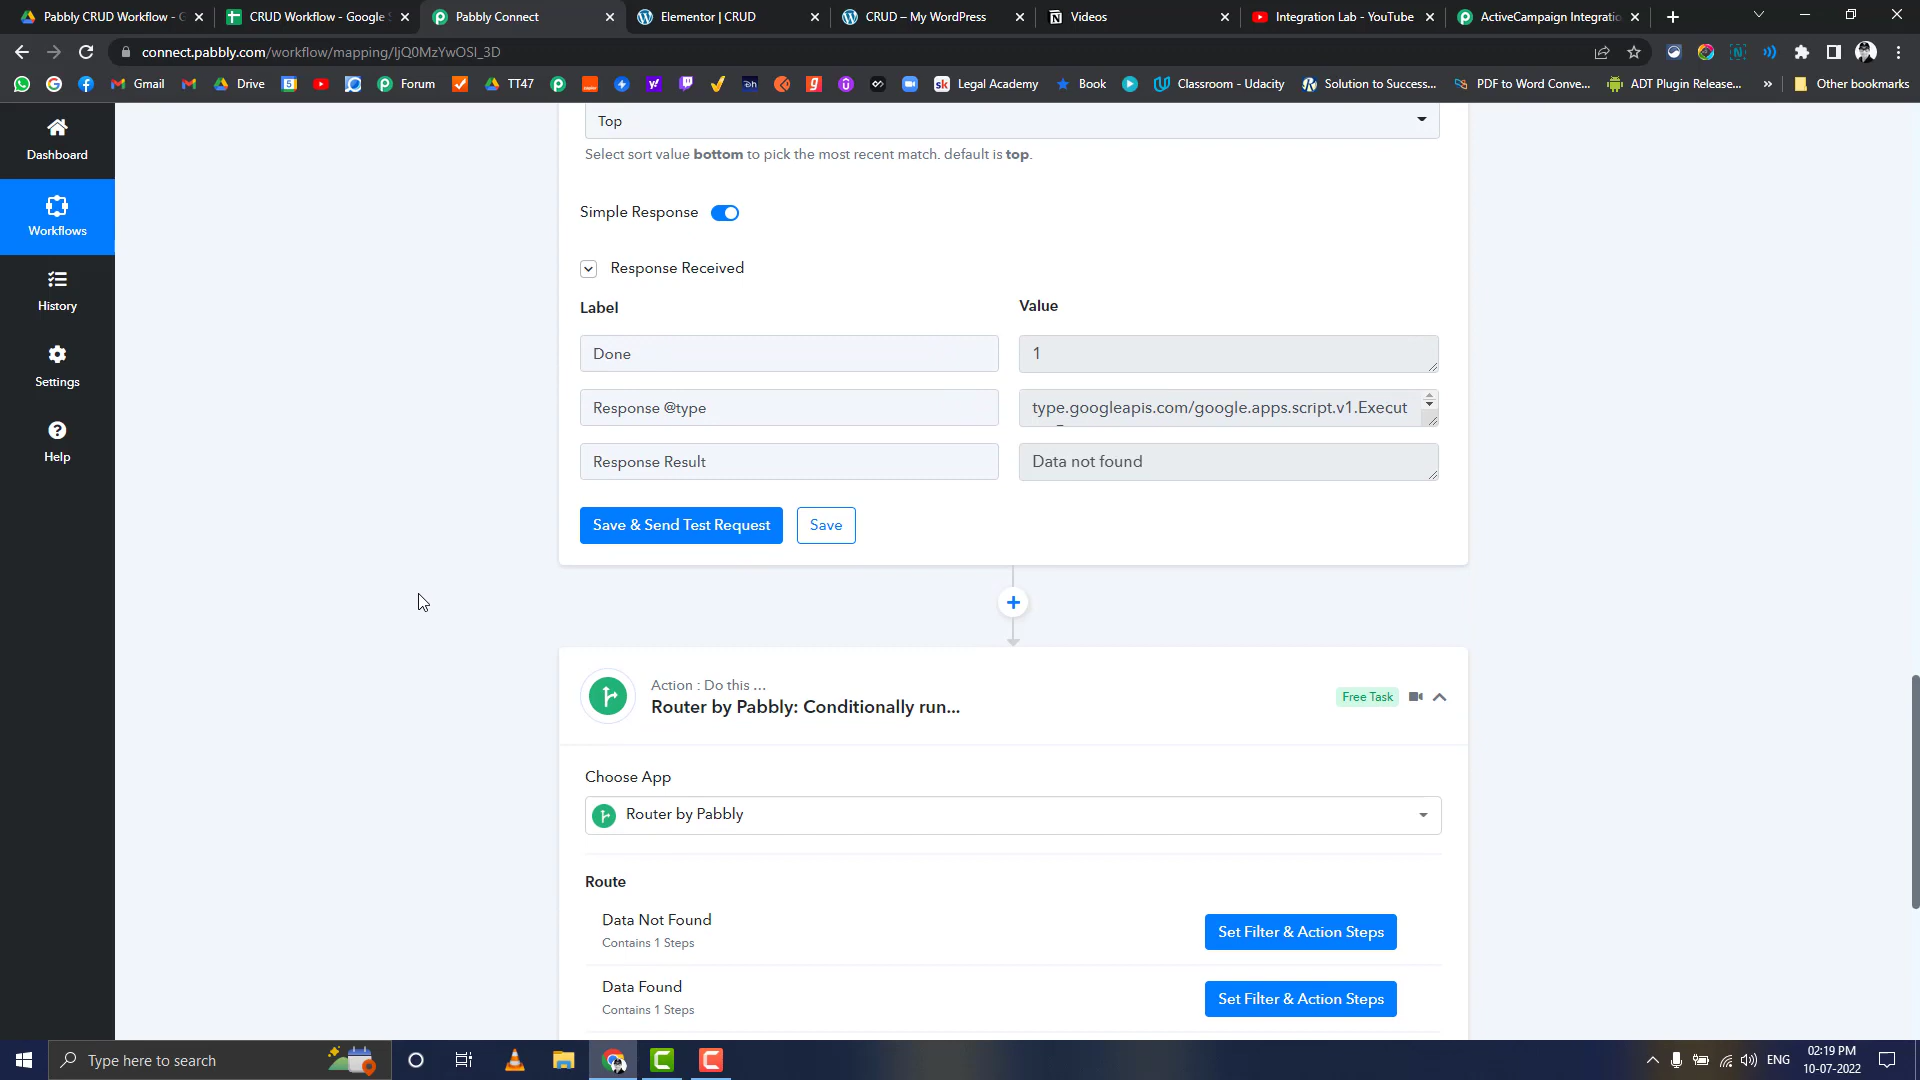 Pabbly CRUD Workflow - G
CRUD Workflow - Google S
Pabbly Connect
Elementor | CRUD
CRUD – My WordPress
Videos
Integration Lab - YouTube
ActiveCampaign Integratio
connect.pabbly.com/workflow/mapping/IjQ0MzYwOSI_3D
Gmail
Drive
Forum
TT47
Legal Academy
Book
Classroom - Udacity
Solution to Success...
PDF to Word Conve...
ADT Plugin Release...
»
Other bookmarks
Dashboard
Workflows
History
Settings
Help
Top
Select sort value bottom to pick the most recent match. default is top.
Simple Response
Response Received
Label
Value
Done
1
Response @type
type.googleapis.com/google.apps.script.v1.Execut
Response Result
Data not found
Save & Send Test Request
Save
Action : Do this ...
Router by Pabbly: Conditionally run...
Free Task
Choose App
Router by Pabbly
Route
Data Not Found
Contains 1 Steps
Set Filter & Action Steps
Data Found
Contains 1 Steps
Set Filter & Action Steps
Type here to search
ENG
02:19 PM
10-07-2022